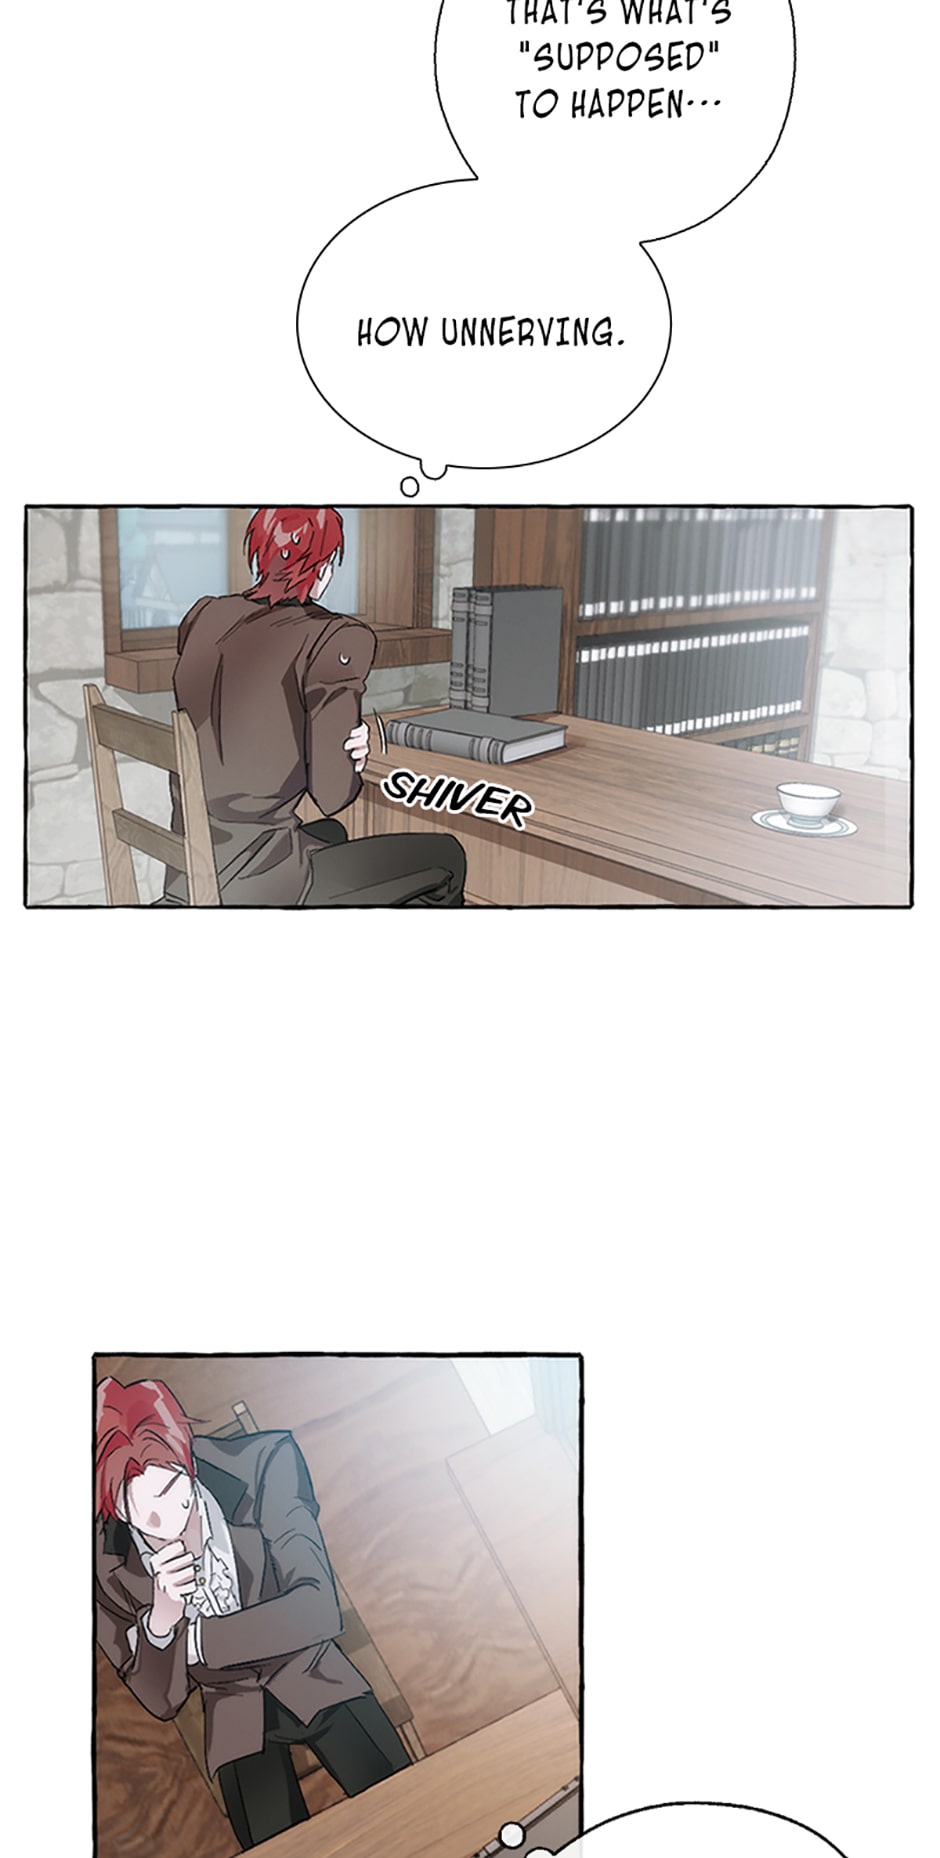 THAT'S WHAT'S
"SUPPOSED"
TO HAPPEN...
HOW UNNERVING.
SHIVER